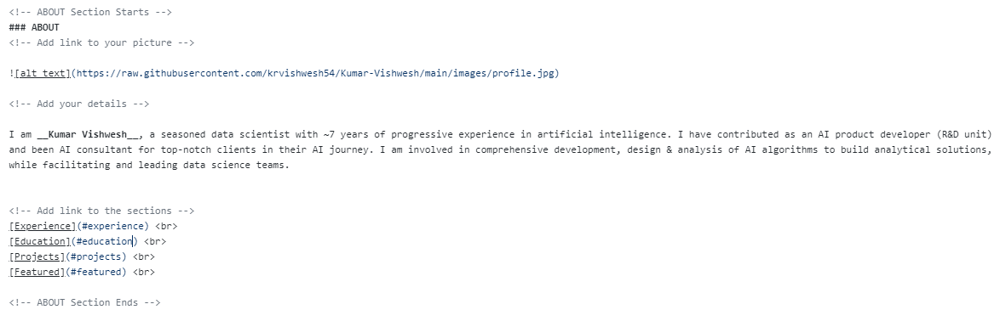 <!-- ABOUT Section Starts -->
### ABOUT
<!-- Add link to your picture -->
![alt text](https://raw.githubusercontent.com/krvishwesh54/Kumar-Vishwesh/main/images/profile.jpg)
<!-- Add your details -->
I am __Kumar Vishwesh__, a seasoned data scientist with ~7 years of progressive experience in artificial intelligence. I have contributed as an AI product developer (R&D unit)
and been AI consultant for top-notch clients in their AI journey. I am involved in comprehensive development, design & analysis of AI algorithms to build analytical solutions,
while facilitating and leading data science teams.
<!-- Add link to the sections -->
[Experience](#experience) <br>
[Education](#education) <br>
[Projects](#projects) <br>
[Featured](#featured) <br>
<!-- ABOUT Section Ends -->